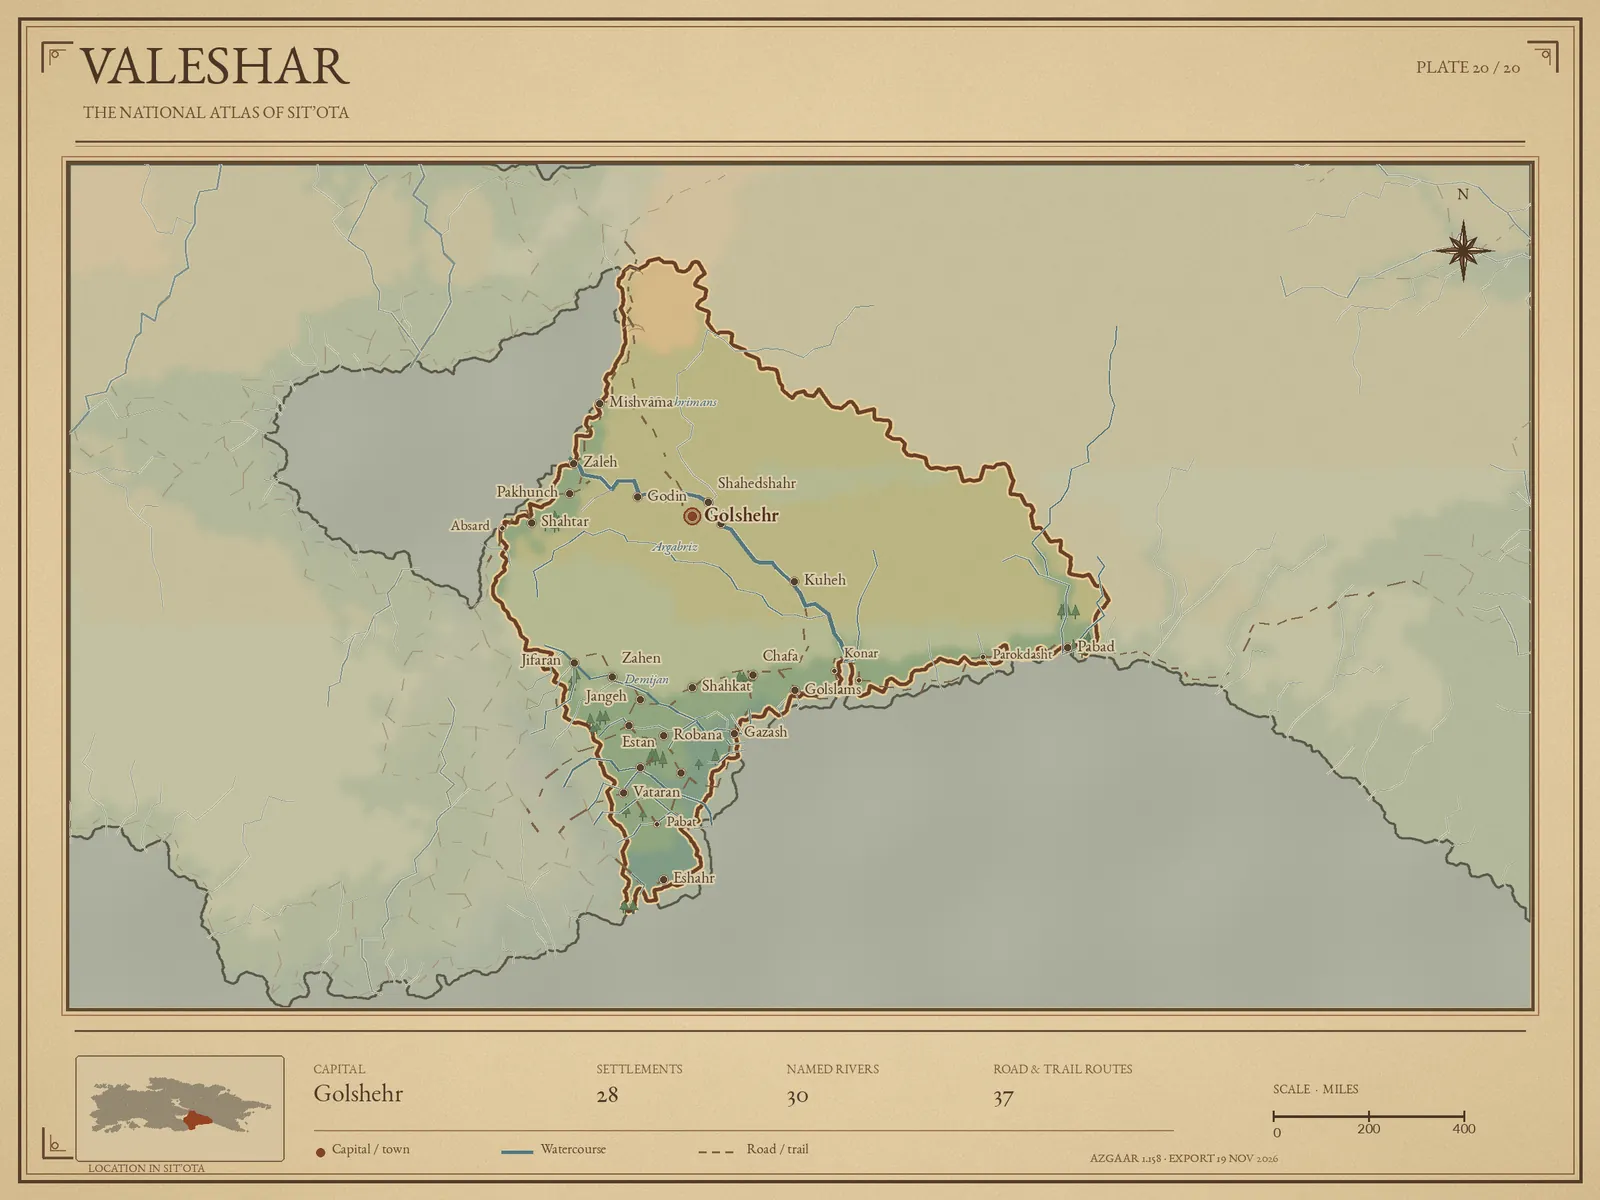 VALESHAR
THE NATIONAL ATLAS OF SIT'OTA
PLATE 20 / 20
N
Mishvama
hrimans
Zaleh
Pakhunch
Godin
Shahedshahr
Absard
Shahtar
Golshehr
Argabriz
Kuheh
Jifaran
Zahen
Chafa
Konar
Parokdasht
Pabad
Demijan
Jangeh
Shahkat
Golslams
Estan
Robana
Gazash
Vataran
Pabat
Eshahr
CAPITAL
Golshehr
SETTLEMENTS
28
NAMED RIVERS
30
ROAD & TRAIL ROUTES
37
SCALE · MILES
0 200 400
Capital / town
Watercourse
Road / trail
AZGAAR 1.158 · EXPORT 19 NOV 2026
LOCATION IN SIT'OTA